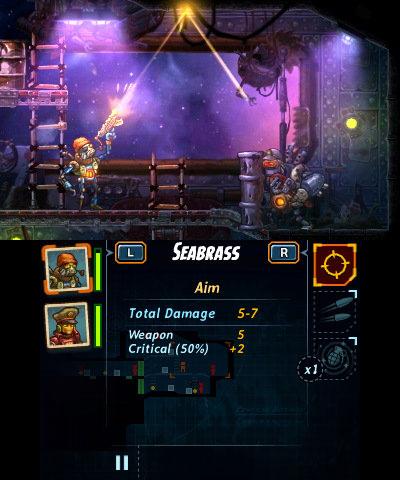 L SEABRASS R
Aim
Total Damage 5-7
Weapon 5
Critical (50%) +2
x1